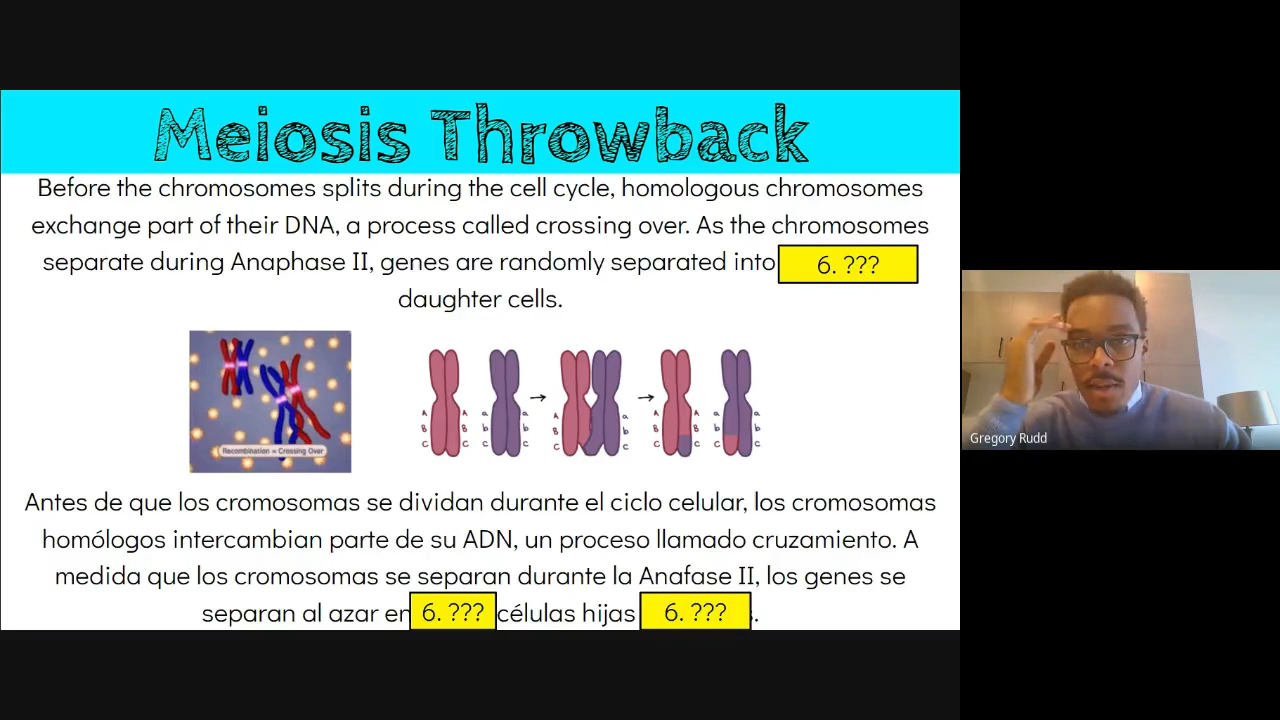 Meiosis Throwback
Before the chromosomes splits during the cell cycle, homologous chromosomes
exchange part of their DNA, a process called crossing over. As the chromosomes
separate during Anaphase II, genes are randomly separated into 6. ???
daughter cells.
Recombination = Crossing Over
A A a a A a A A a a
B B b b B b B B b b
C C c c C c C C c c
Gregory Rudd
Antes de que los cromosomas se dividan durante el ciclo celular, los cromosomas
homólogos intercambian parte de su ADN, un proceso llamado cruzamiento. A
medida que los cromosomas se separan durante la Anafase II, los genes se
separan al azar en 6. ??? células hijas 6. ??? .